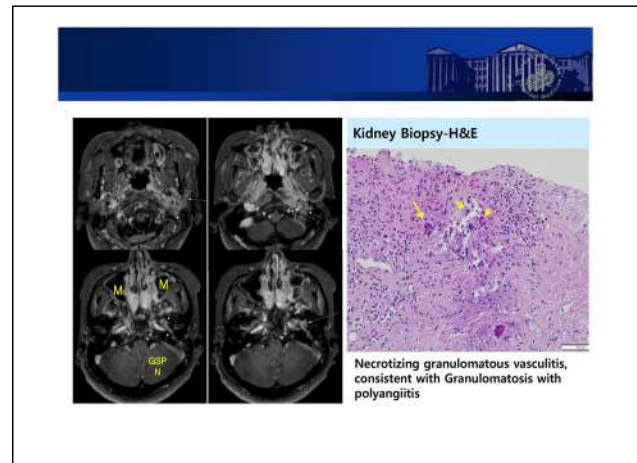 Kidney Biopsy-H&E
M
M
GSP
N
Necrotizing granulomatous vasculitis,
consistent with Granulomatosis with
polyangiitis